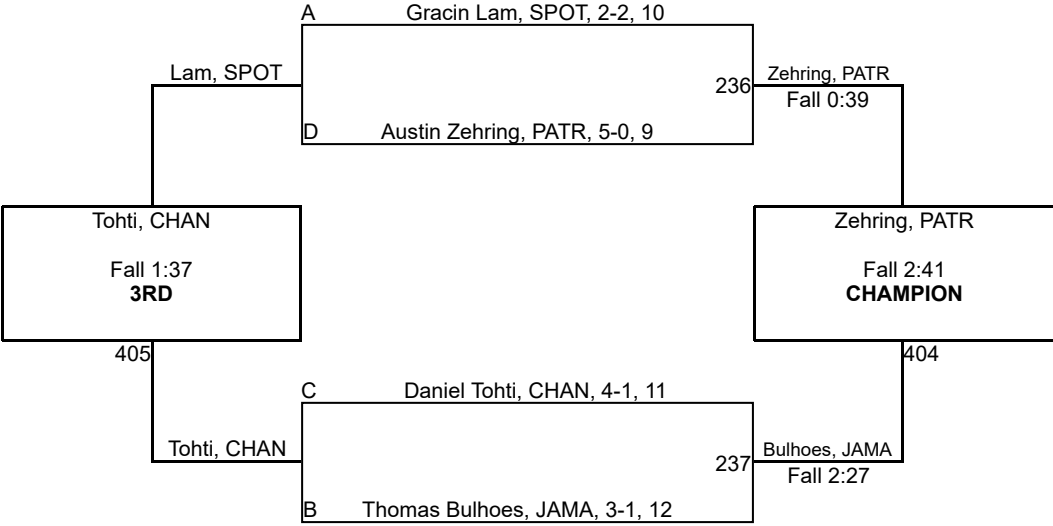 A
Gracin Lam, SPOT, 2-2, 10
Lam, SPOT
236
Zehring, PATR
Fall 0:39
D
Austin Zehring, PATR, 5-0, 9
Tohti, CHAN
Fall 1:37
3RD
405
Zehring, PATR
Fall 2:41
CHAMPION
404
C
Daniel Tohti, CHAN, 4-1, 11
Tohti, CHAN
237
Bulhoes, JAMA
Fall 2:27
B
Thomas Bulhoes, JAMA, 3-1, 12